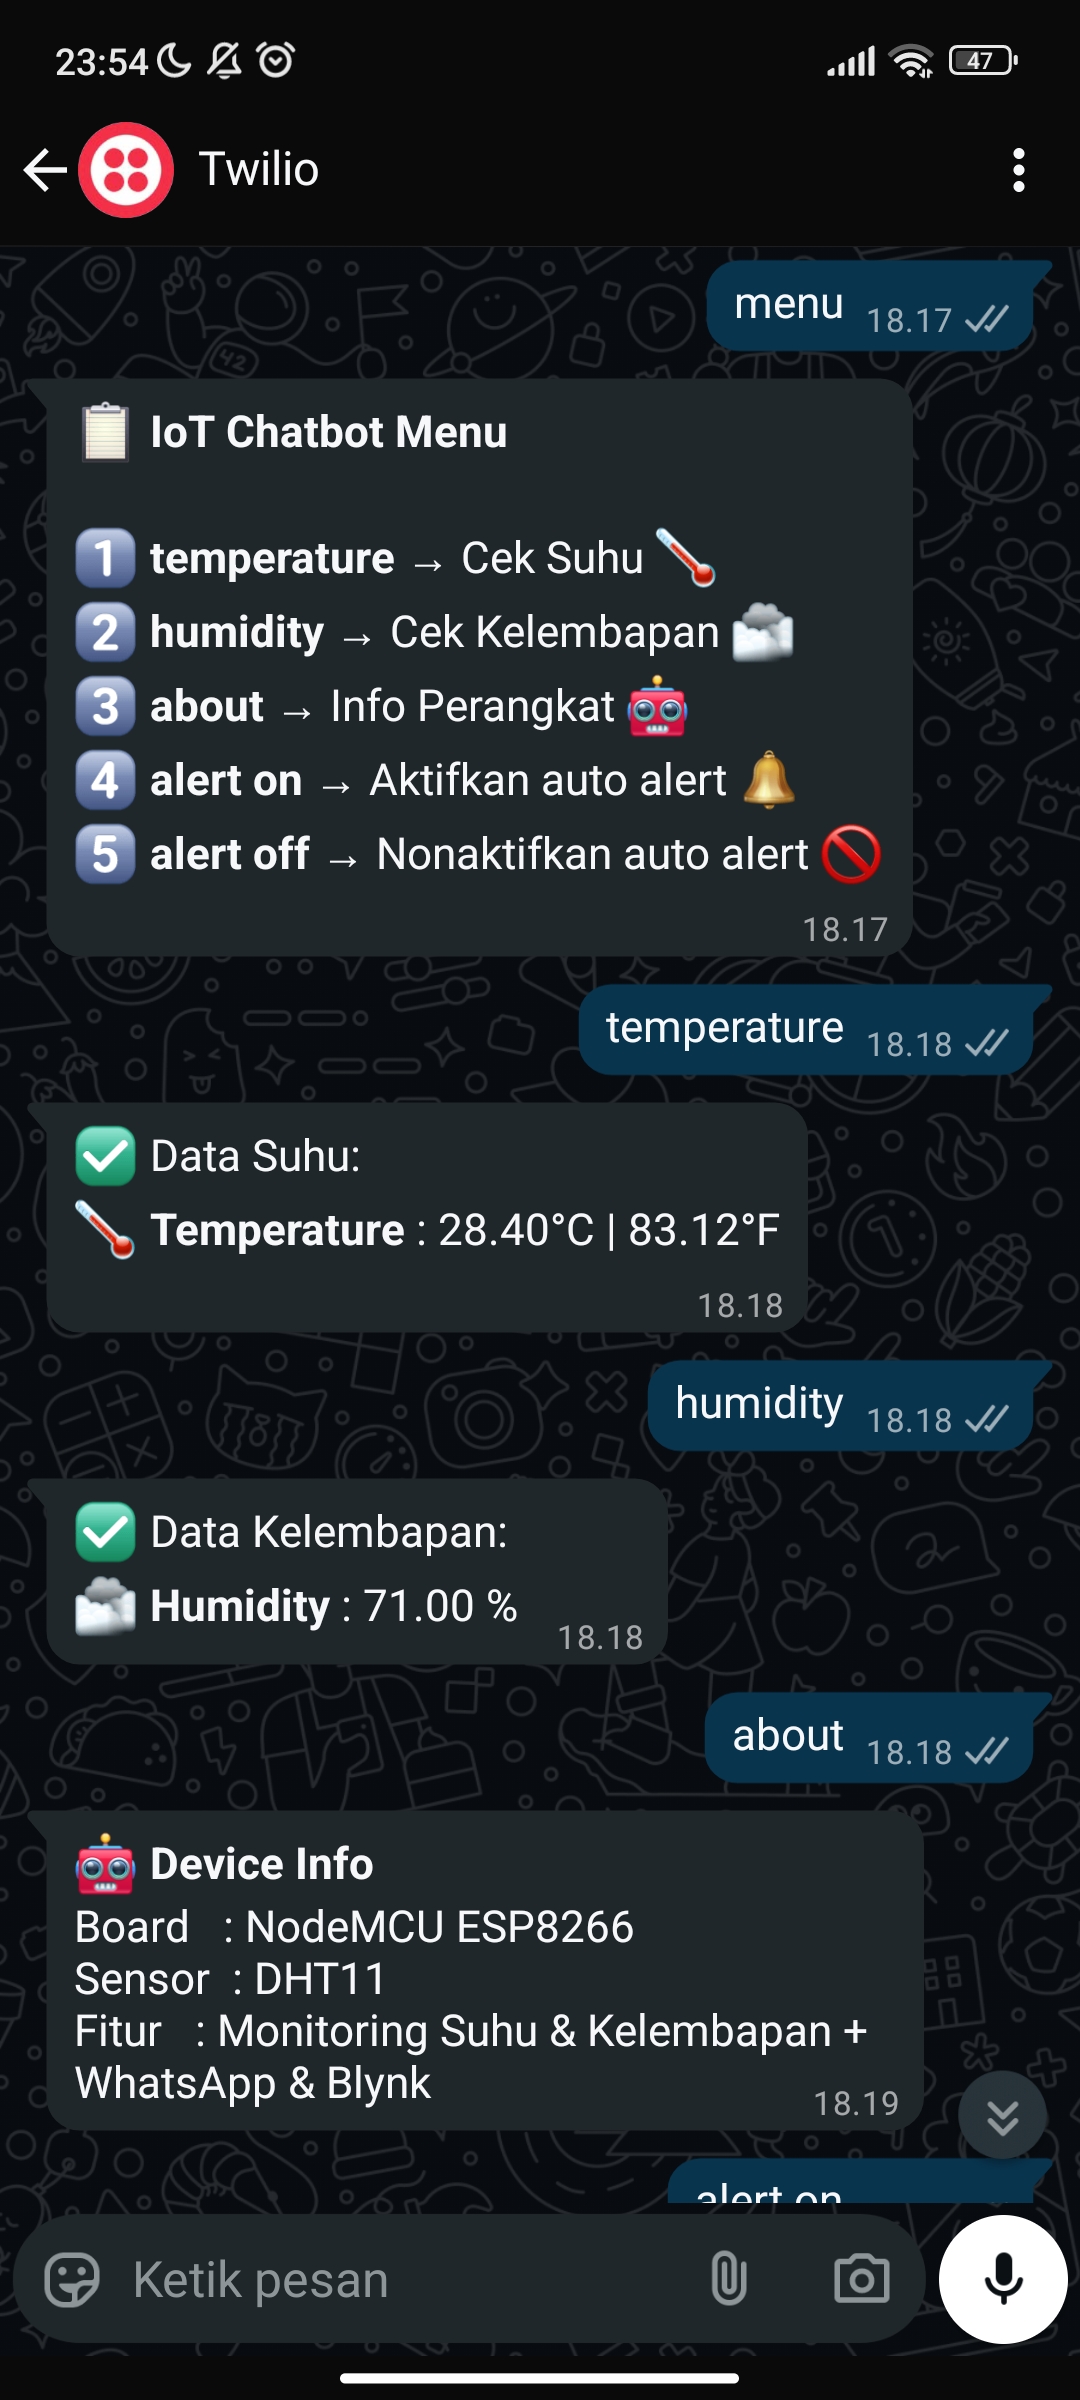 23:54
47
Twilio
menu 18.17
📋 IoT Chatbot Menu
1️⃣ temperature → Cek Suhu 🌡️
2️⃣ humidity → Cek Kelembapan 🌫️
3️⃣ about → Info Perangkat 🤖
4️⃣ alert on → Aktifkan auto alert 🔔
5️⃣ alert off → Nonaktifkan auto alert 🚫
18.17
temperature 18.18
✅ Data Suhu:
🌡️ Temperature : 28.40°C | 83.12°F
18.18
humidity 18.18
✅ Data Kelembapan:
🌫️ Humidity : 71.00 %
18.18
about 18.18
🤖 Device Info
Board : NodeMCU ESP8266
Sensor : DHT11
Fitur : Monitoring Suhu & Kelembapan +
WhatsApp & Blynk
18.19
alert on
Ketik pesan